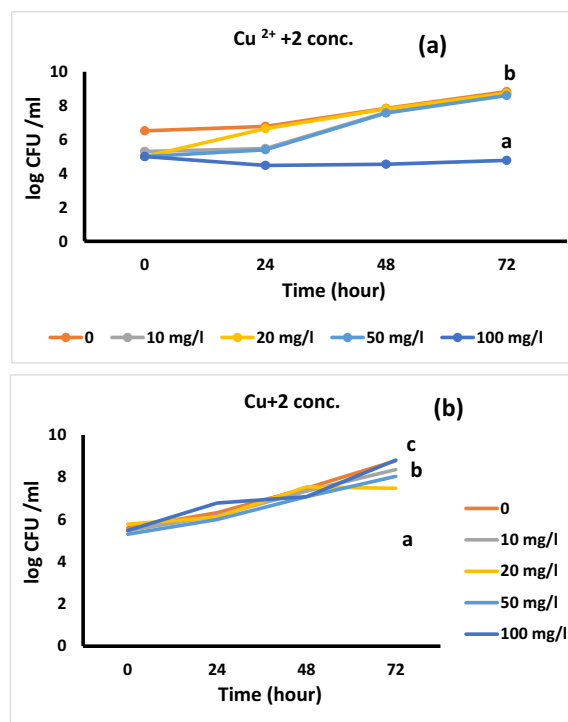 Cu 2+ +2 conc.
(a)
10
8
6
4
2
0
log CFU /ml
b
a
0 24 48 72
Time (hour)
0 10 mg/l 20 mg/l 50 mg/l 100 mg/l
Cu+2 conc.
(b)
10
8
6
4
2
0
log CFU /ml
c
b
a
0 24 48 72
Time (hour)
0
10 mg/l
20 mg/l
50 mg/l
100 mg/l